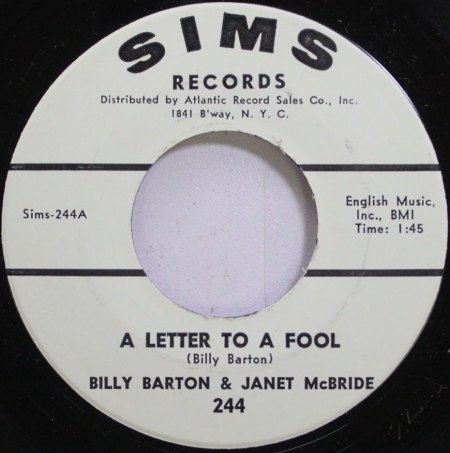 SIMS
RECORDS
Distributed by Atlantic Record Sales Co., Inc.
1841 B'way, N. Y. C.
Sims-244A
English Music,
Inc., BMI
Time: 1:45
A LETTER TO A FOOL
(Billy Barton)
BILLY BARTON & JANET McBRIDE
244